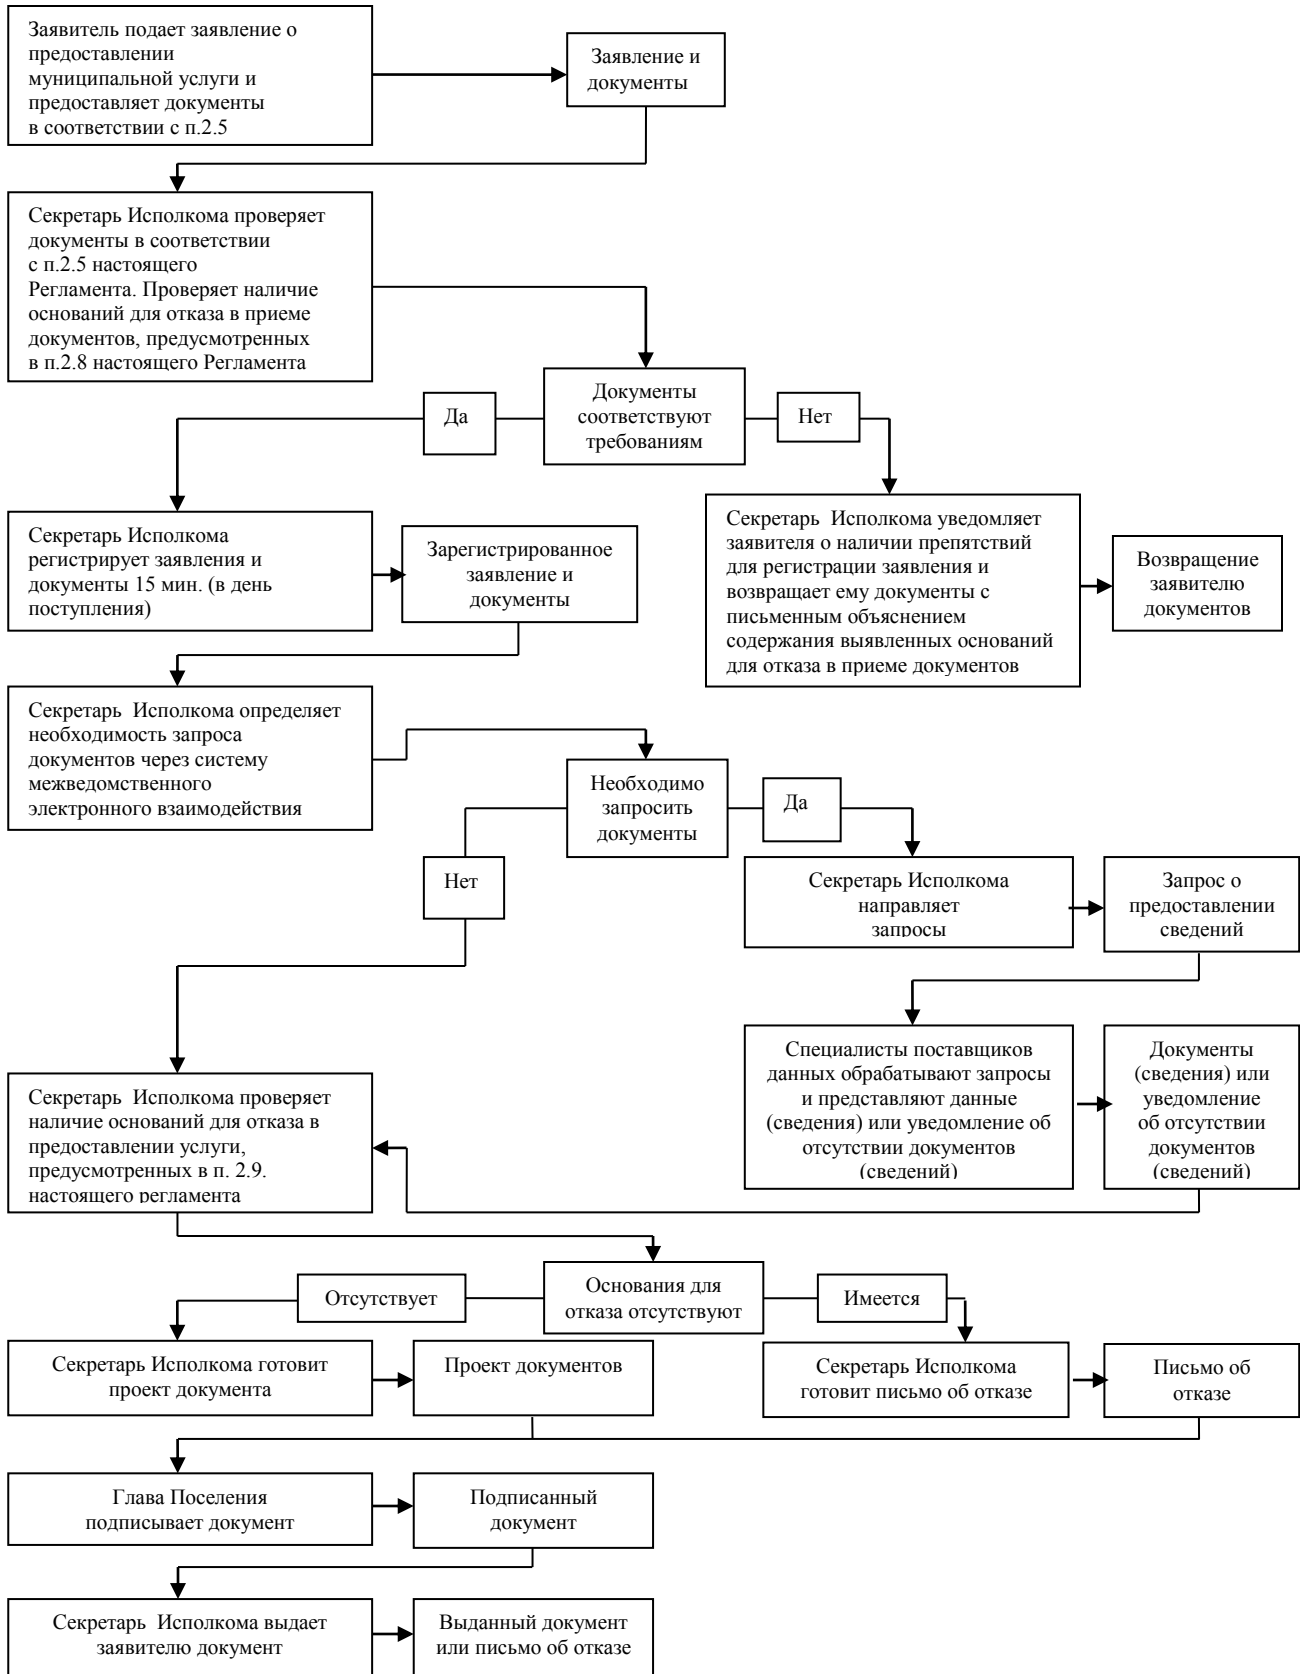 Заявитель подает заявление о
предоставлении
муниципальной услуги и
предоставляет документы
в соответствии с п.2.5
Заявление и
документы
Секретарь Исполкома проверяет
документы в соответствии
с п.2.5 настоящего
Регламента. Проверяет наличие
оснований для отказа в приеме
документов, предусмотренных
в п.2.8 настоящего Регламента
Документы
соответствуют
требованиям
Да
Нет
Секретарь Исполкома
регистрирует заявления и
документы 15 мин. (в день
поступления)
Зарегистрированное
заявление и
документы
Секретарь Исполкома уведомляет
заявителя о наличии препятствий
для регистрации заявления и
возвращает ему документы с
письменным объяснением
содержания выявленных оснований
для отказа в приеме документов
Возвращение
заявителю
документов
Секретарь Исполкома определяет
необходимость запроса
документов через систему
межведомственного
электронного взаимодействия
Необходимо
запросить
документы
Да
Нет
Секретарь Исполкома
направляет
запросы
Запрос о
предоставлении
сведений
Специалисты поставщиков
данных обрабатывают запросы
и представляют данные
(сведения) или уведомление об
отсутствии документов
(сведений)
Документы
(сведения) или
уведомление
об отсутствии
документов
(сведений)
Секретарь Исполкома проверяет
наличие оснований для отказа в
предоставлении услуги,
предусмотренных в п. 2.9.
настоящего регламента
Основания для
отказа отсутствуют
Отсутствует
Имеется
Секретарь Исполкома готовит
проект документа
Проект документов
Секретарь Исполкома
готовит письмо об отказе
Письмо об
отказе
Глава Поселения
подписывает документ
Подписанный
документ
Секретарь Исполкома выдает
заявителю документ
Выданный документ
или письмо об отказе